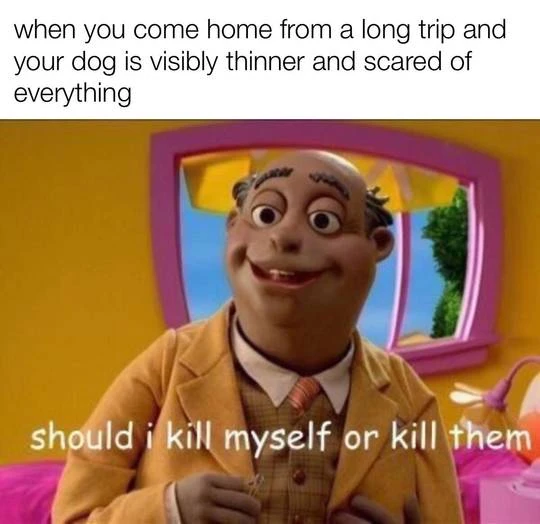 when you come home from a long trip and
your dog is visibly thinner and scared of
everything
should i kill myself or kill them